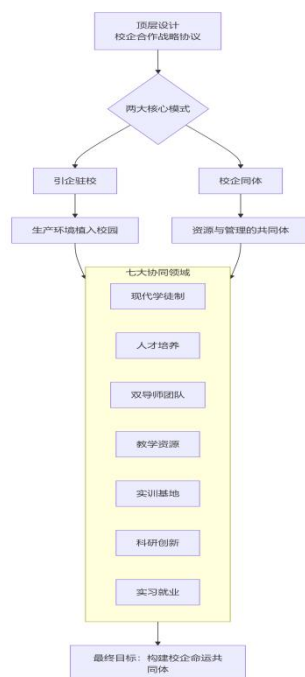 顶层设计
校企合作战略协议
两大核心模式
引企驻校
校企同体
生产环境植入校园
资源与管理的共同体
七大协同领域
现代学徒制
人才培养
双导师团队
教学资源
实训基地
科研创新
实习就业
最终目标：构建校企命运共
同体